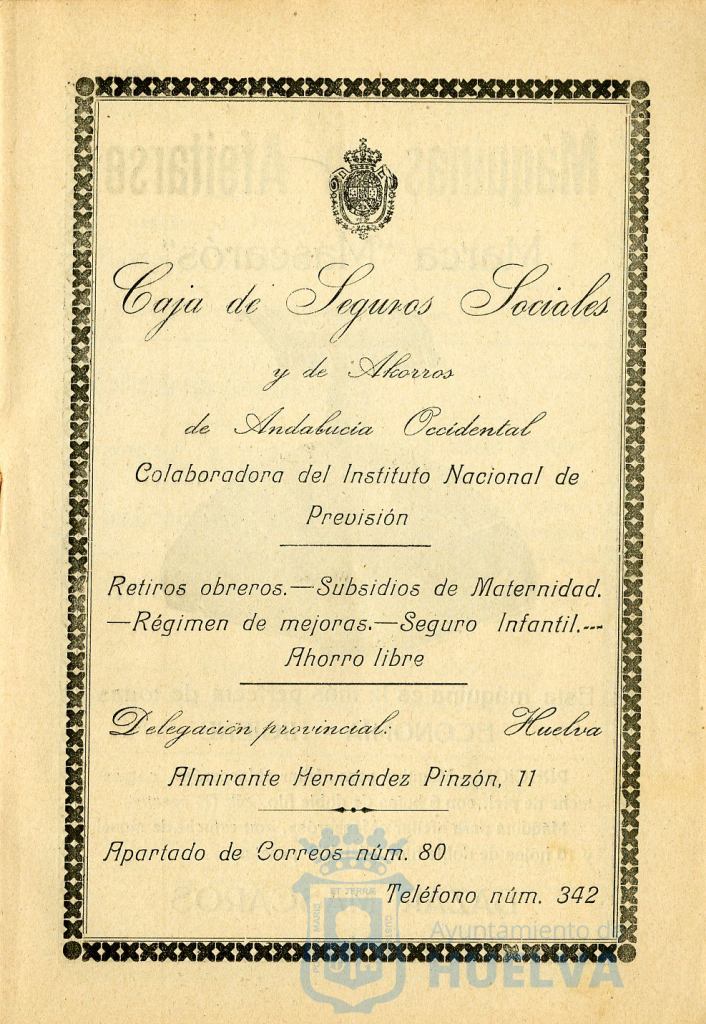 Caja de Seguros Sociales
y de Ahorros
de Andalucía Occidental
Colaboradora del Instituto Nacional de
Previsión
Retiros obreros.—Subsidios de Maternidad.
—Régimen de mejoras.—Seguro Infantil.—
Ahorro libre
Delegación provincial: Huelva
Almirante Hernández Pinzón, 11
Apartado de Correos núm. 80
Teléfono núm. 342
Ayuntamiento de
HUELVA